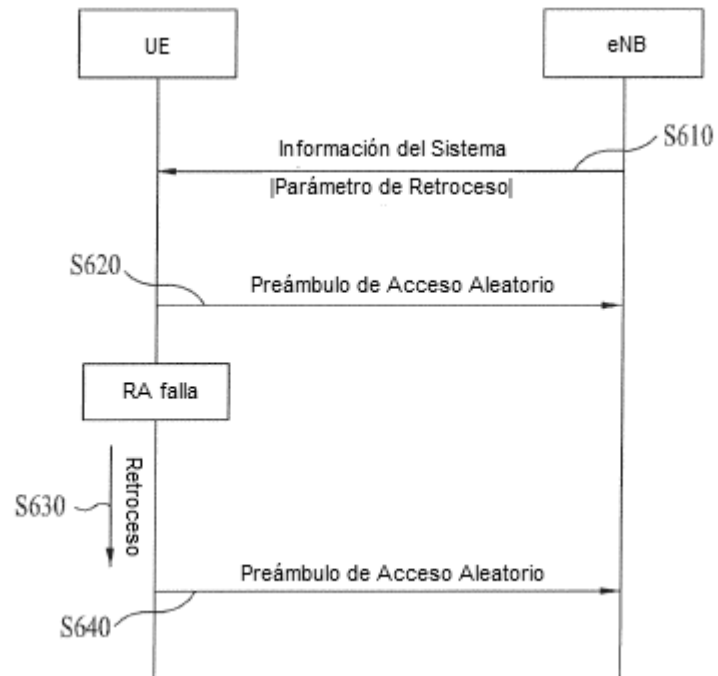 UE
eNB
S610
Información del Sistema
|Parámetro de Retroceso|
S620
Preámbulo de Acceso Aleatorio
RA falla
Retroceso
S630
Preámbulo de Acceso Aleatorio
S640